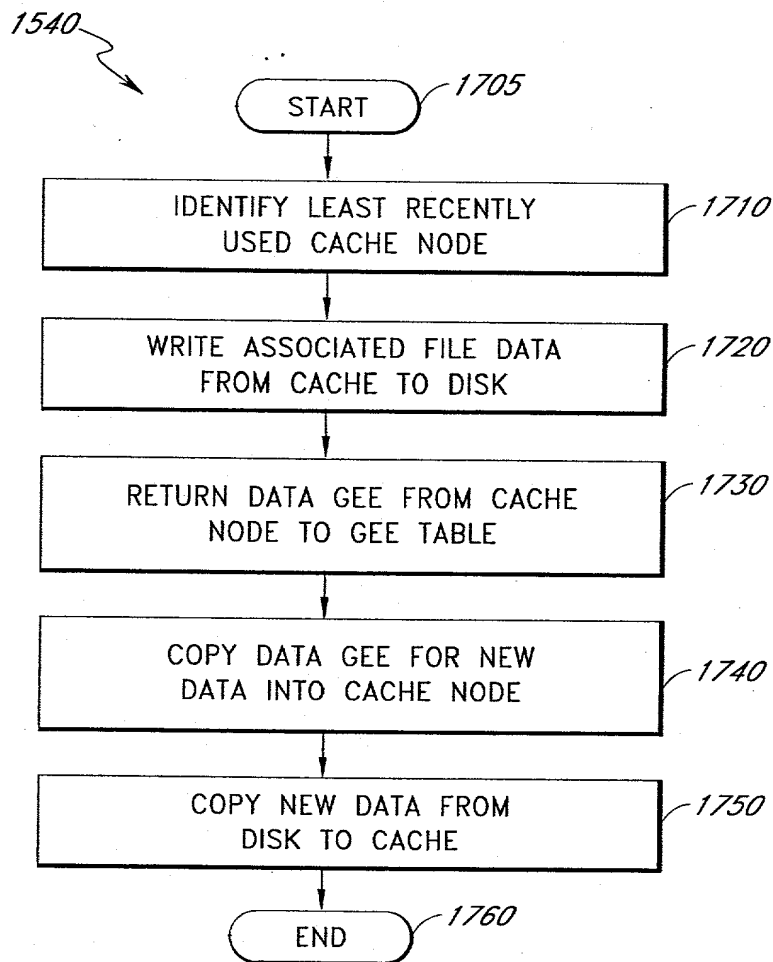 1540
START
1705
IDENTIFY LEAST RECENTLY
USED CACHE NODE
1710
WRITE ASSOCIATED FILE DATA
FROM CACHE TO DISK
1720
RETURN DATA GEE FROM CACHE
NODE TO GEE TABLE
1730
COPY DATA GEE FOR NEW
DATA INTO CACHE NODE
1740
COPY NEW DATA FROM
DISK TO CACHE
1750
END
1760